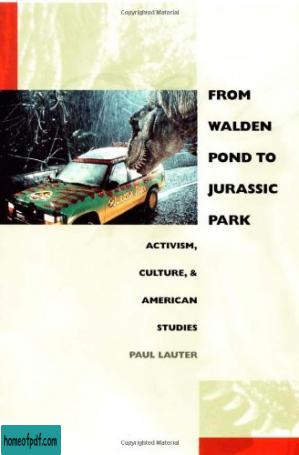 Copyrighted Material
FROM
WALDEN
POND TO
JURASSIC
PARK
ACTIVISM,
CULTURE, &
AMERICAN
STUDIES
PAUL LAUTER
homeofpdf.com
Copyrighted Material